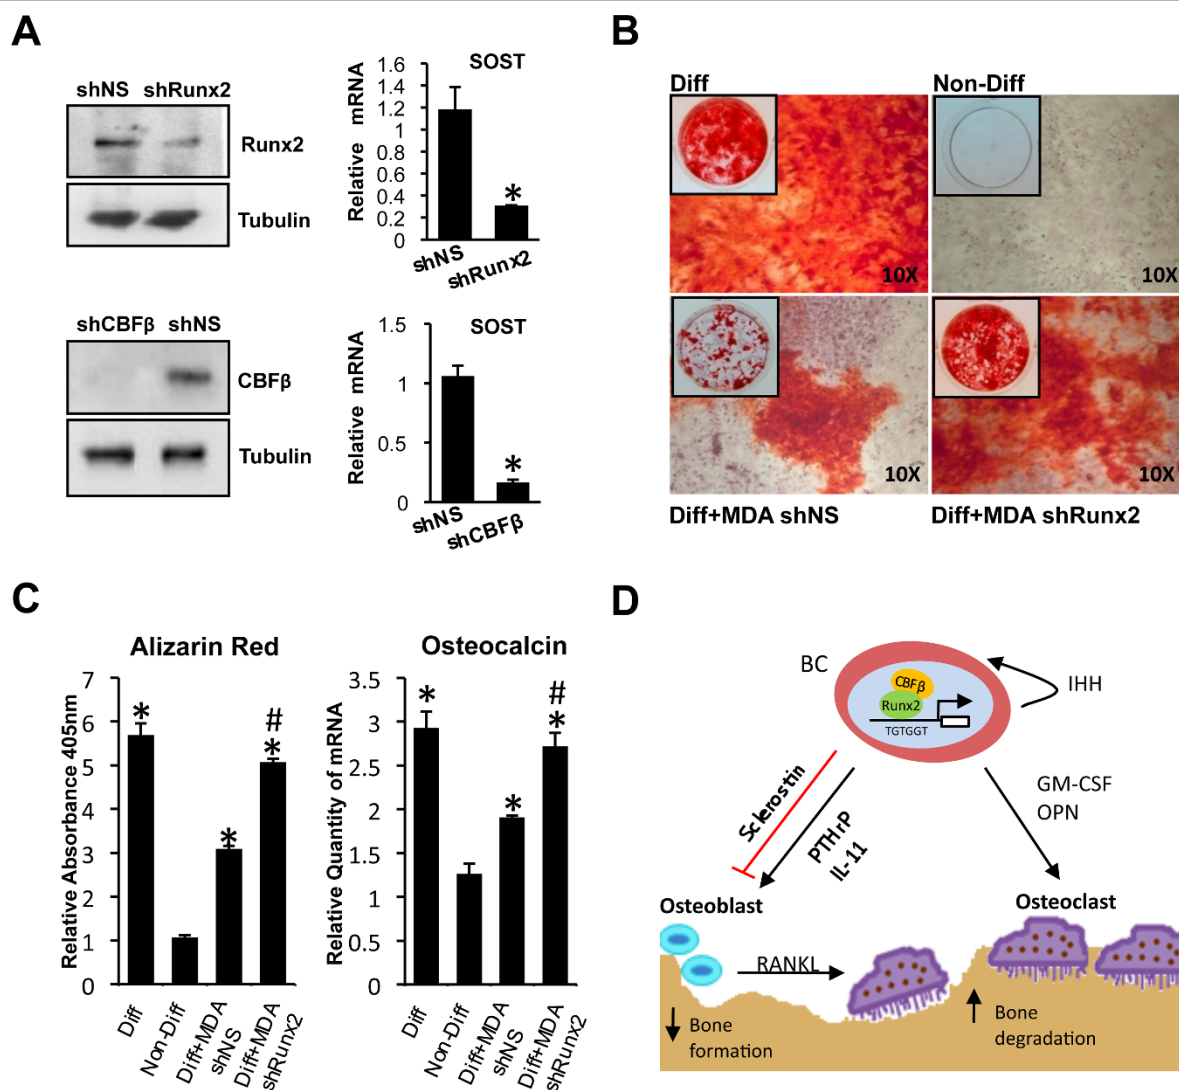 A
shNS shRunx2
Runx2
Tubulin
SOST
Relative mRNA
1.6
1.4
1.2
1
0.8
0.6
0.4
0.2
0
*
shNS
shRunx2
shCBFβ shNS
CBFβ
Tubulin
SOST
Relative mRNA
1.5
1
0.5
0
*
shNS
shCBFβ
B
Diff
Non-Diff
10X
10X
10X
10X
Diff+MDA shNS
Diff+MDA shRunx2
C
Alizarin Red
Relative Absorbance 405nm
7
6
5
4
3
2
1
0
*
*
#
*
Diff
Non-Diff
Diff+MDA
shNS
Diff+MDA
shRunx2
Osteocalcin
Relative Quantity of mRNA
3.5
3
2.5
2
1.5
1
0.5
0
*
*
#
*
Diff
Non-Diff
Diff+MDA
shNS
Diff+MDA
shRunx2
D
BC
CBFβ
Runx2
TGTGGT
IHH
Sclerostin
PTHrP
IL-11
GM-CSF
OPN
Osteoblast
Osteoclast
RANKL
Bone
formation
Bone
degradation